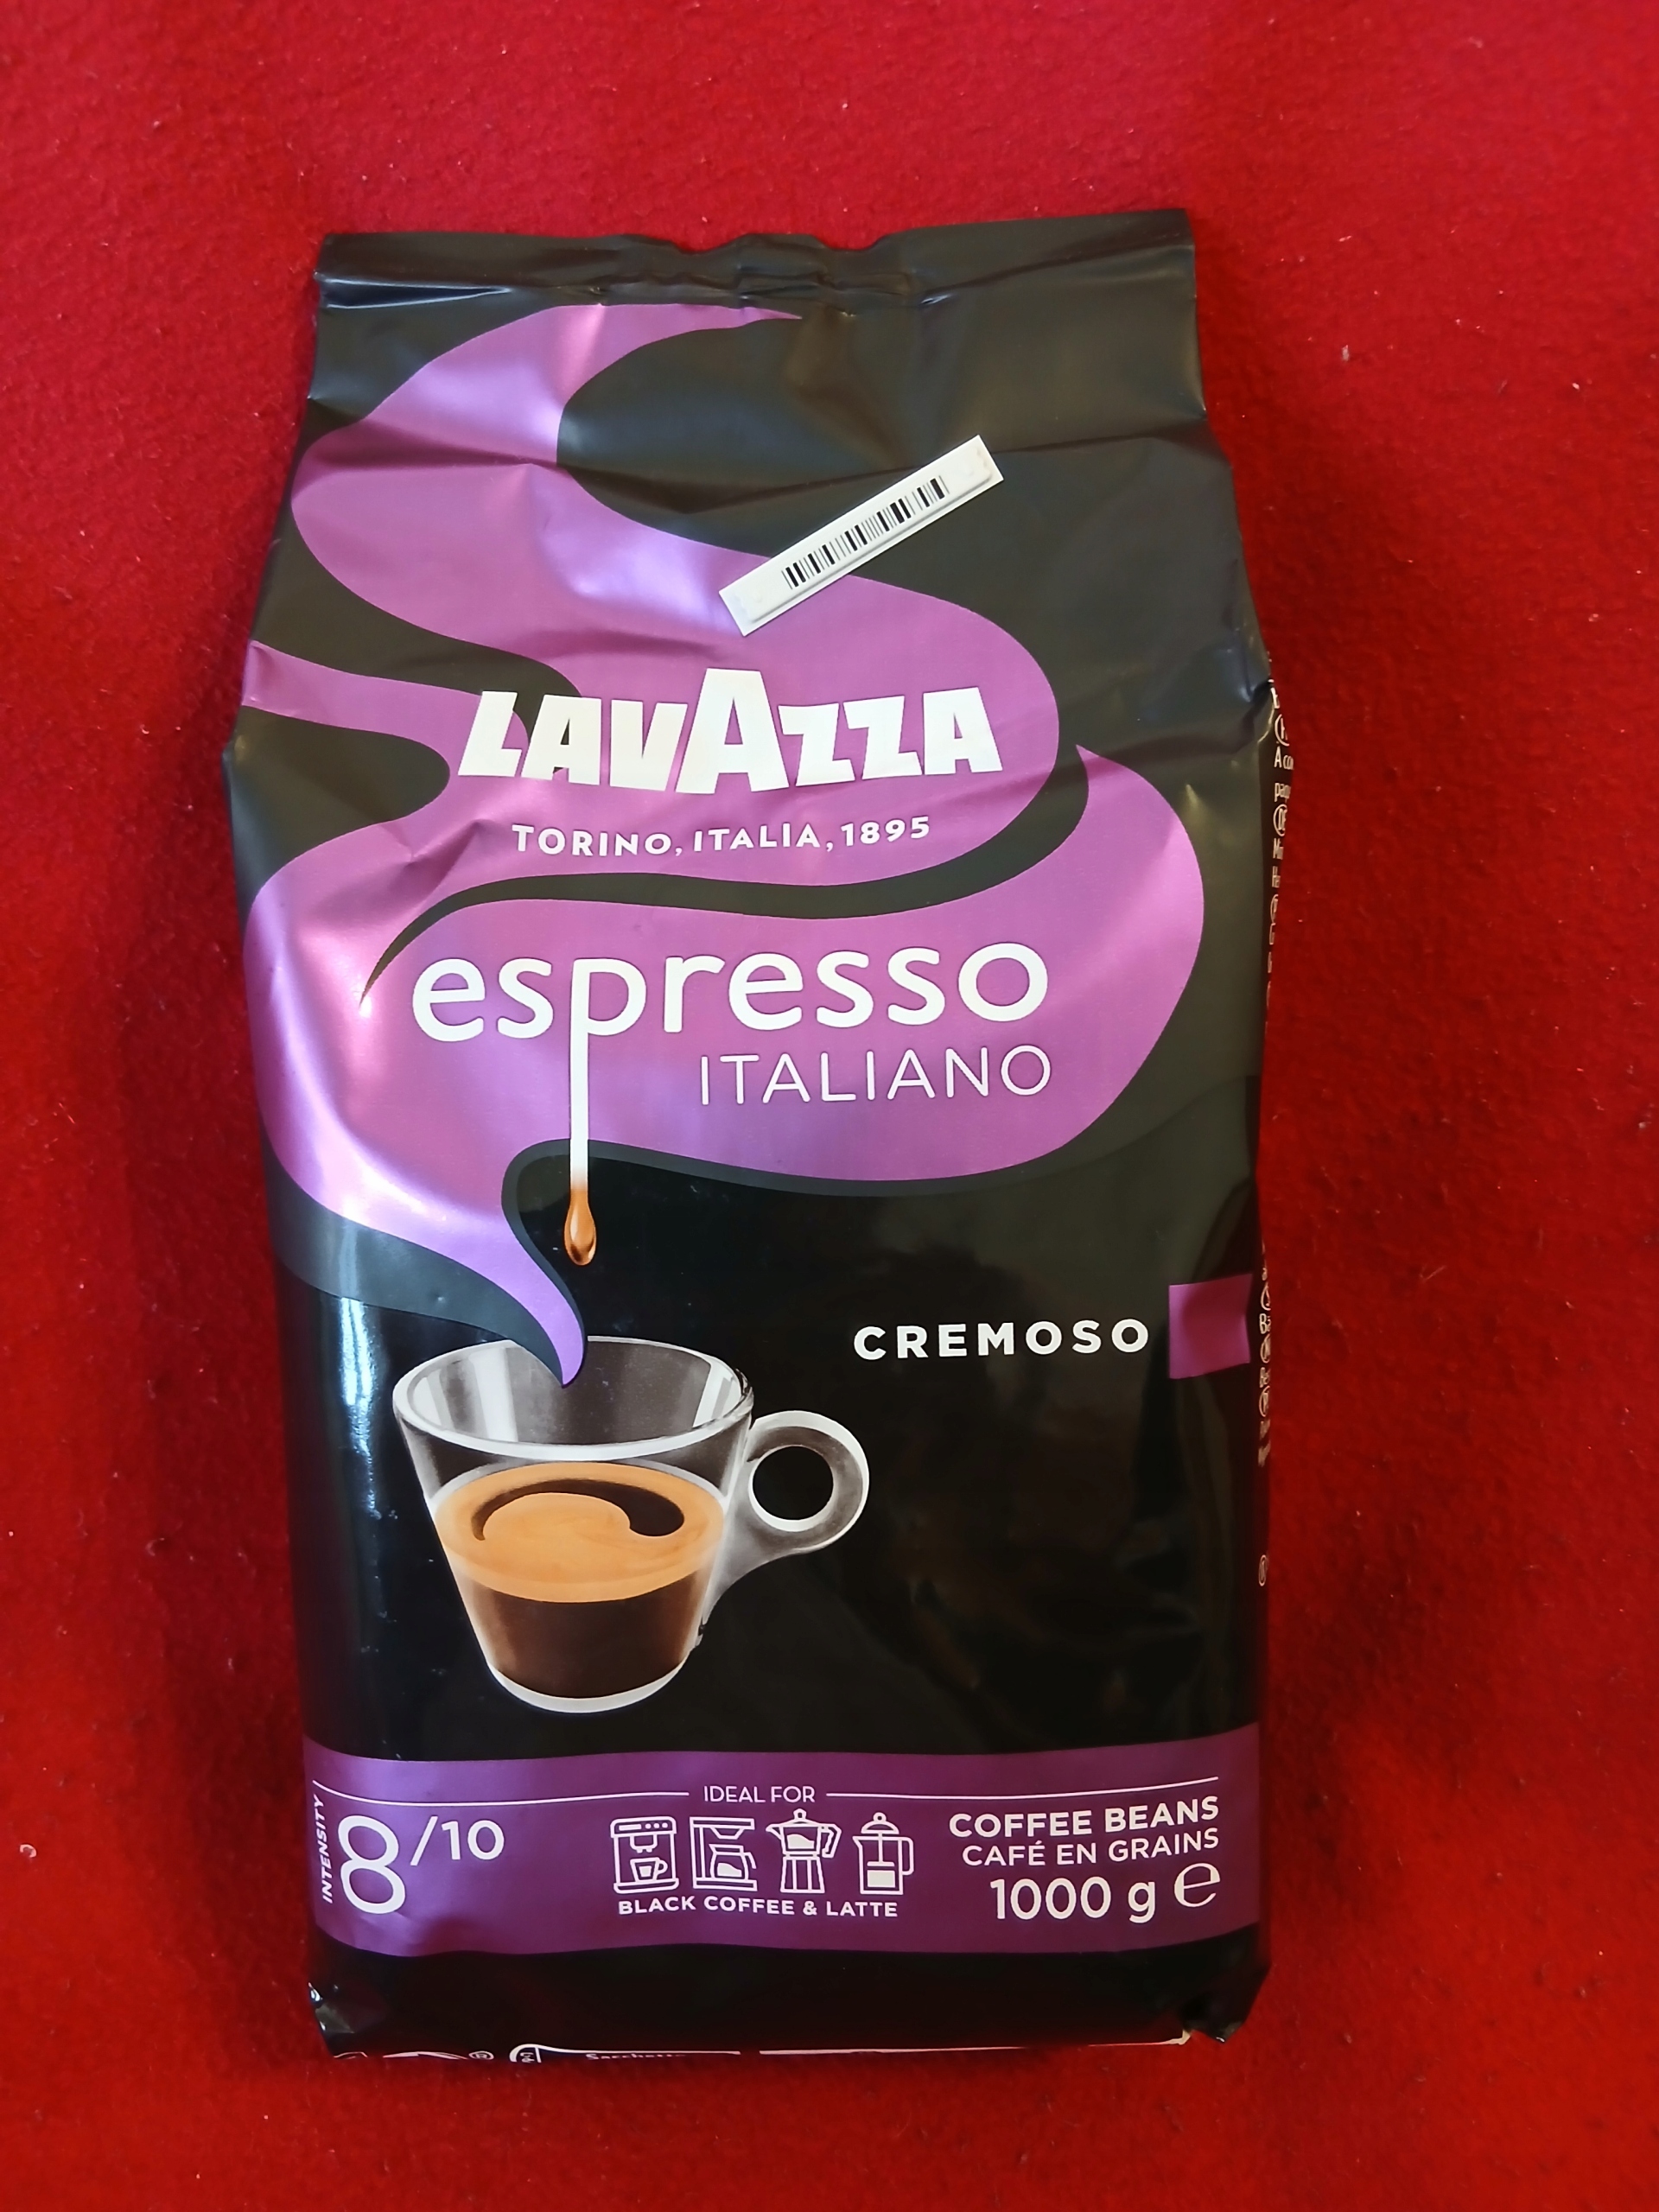 LAVAZZA
TORINO, ITALIA, 1895
espresso
ITALIANO
CREMOSO
INTENSITY
8/10
IDEAL FOR
BLACK COFFEE & LATTE
COFFEE BEANS
CAFÉ EN GRAINS
1000 g ℮